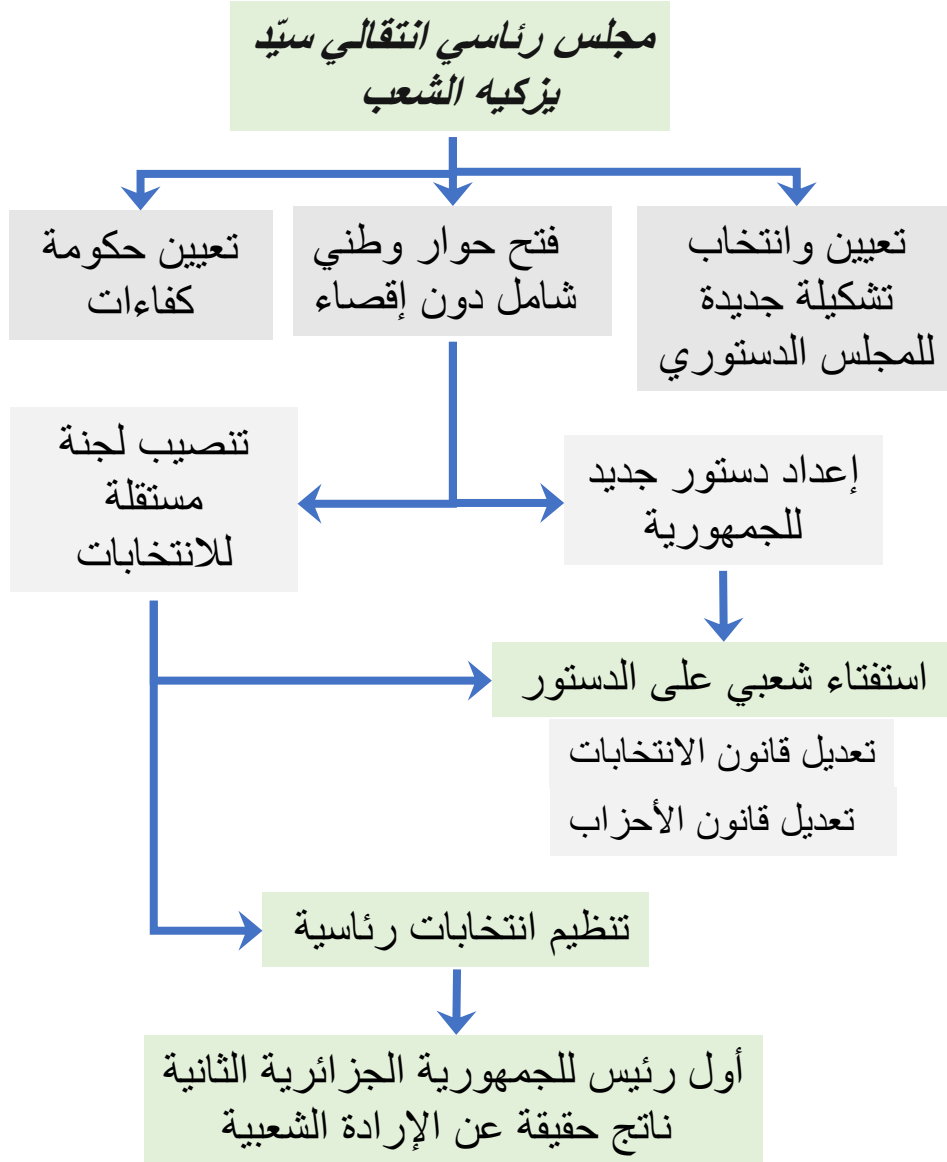 مجلس رئاسي انتقالي سيّد
يزكيه الشعب
تعيين وانتخاب
تشكيلة جديدة
للمجلس الدستوري
فتح حوار وطني
شامل دون إقصاء
تعيين حكومة
كفاءات
إعداد دستور جديد
للجمهورية
تنصيب لجنة
مستقلة
للانتخابات
استفتاء شعبي على الدستور
تعديل قانون الانتخابات
تعديل قانون الأحزاب
تنظيم انتخابات رئاسية
أول رئيس للجمهورية الجزائرية الثانية
ناتج حقيقة عن الإرادة الشعبية